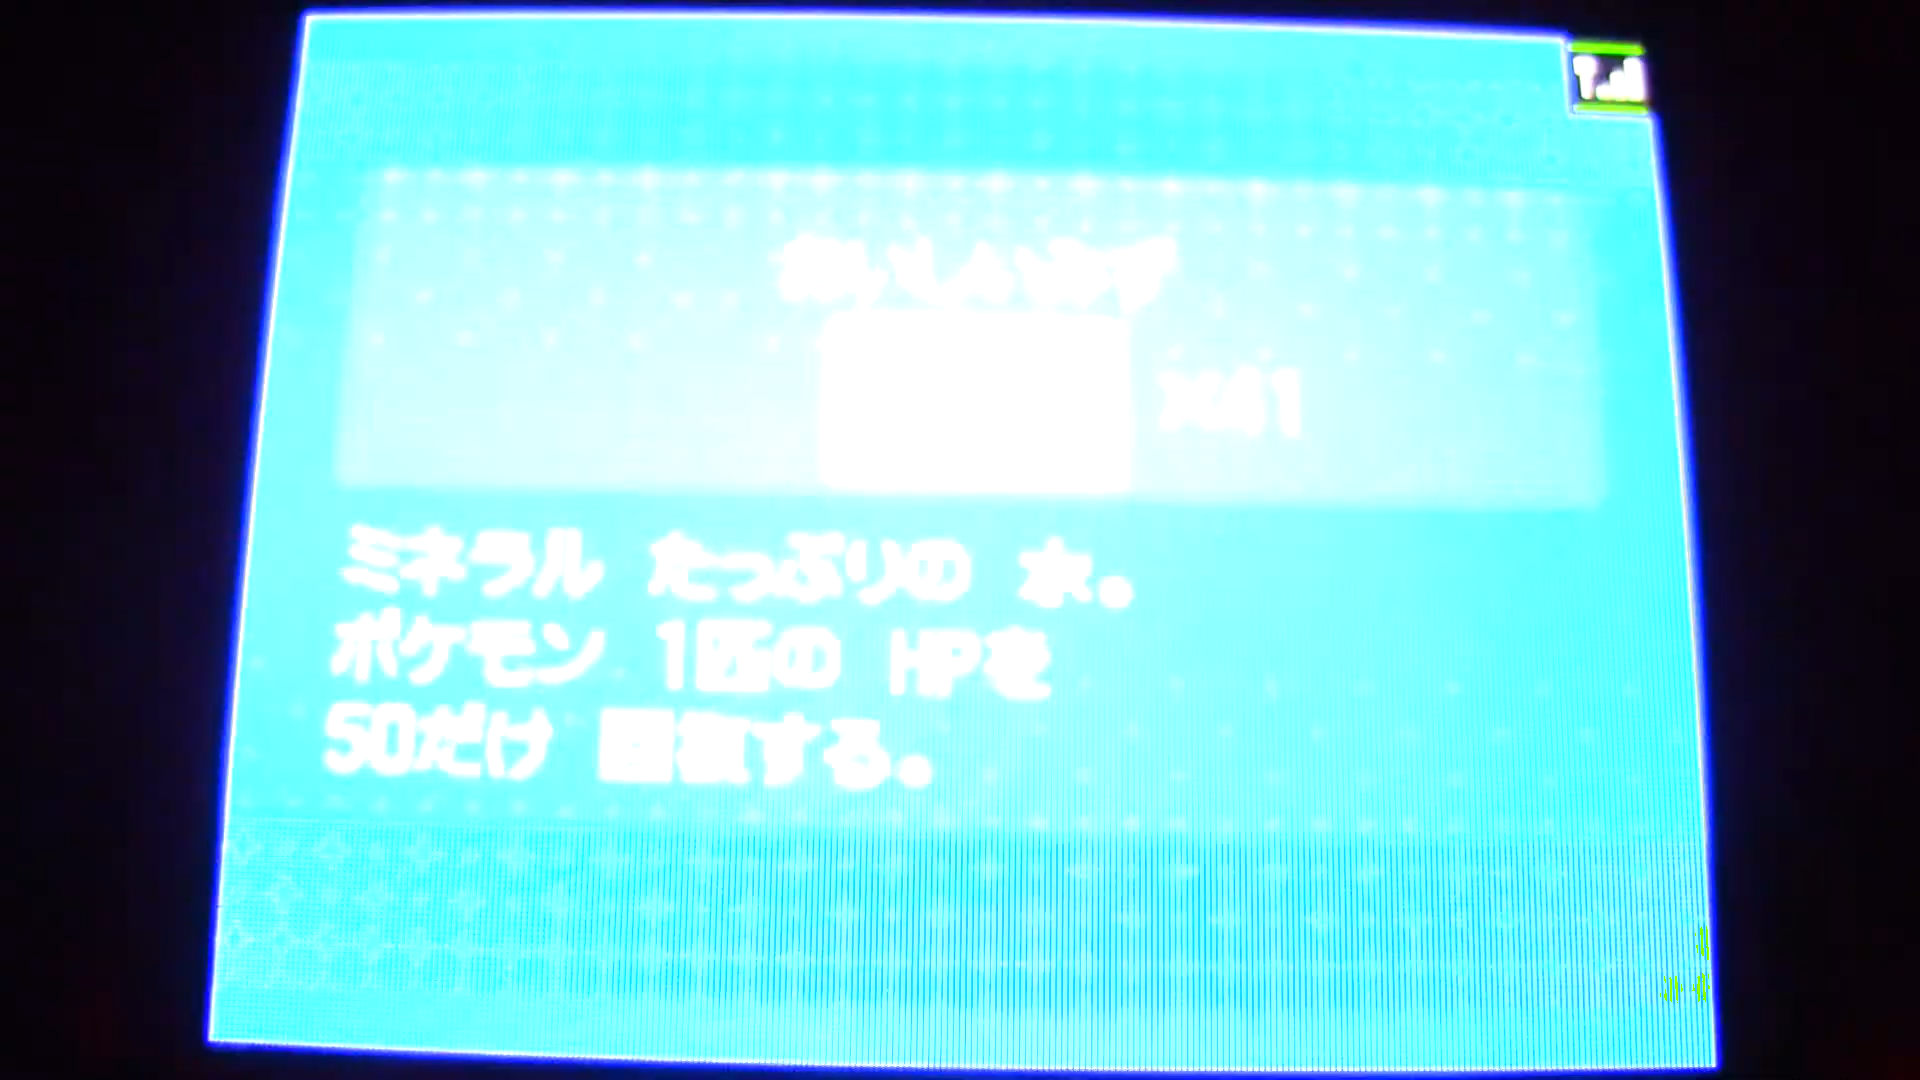 おいしいみず
×41
ミネラル たっぷりの 水。
ポケモン 1匹の HPを
50だけ 回復する。